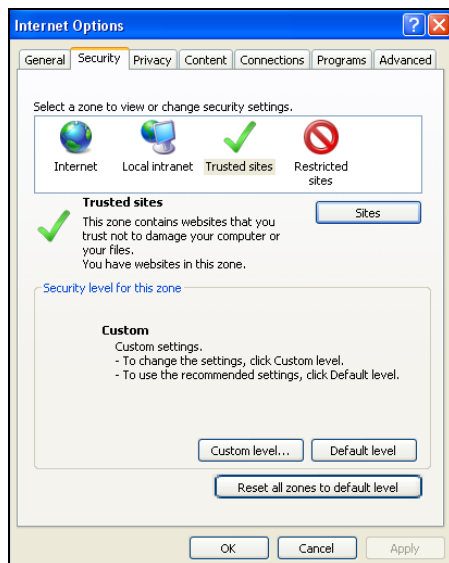 Internet Options
General Security Privacy Content Connections Programs Advanced
Select a zone to view or change security settings.
Internet Local intranet Trusted sites Restricted
sites
Trusted sites
Sites
This zone contains websites that you
trust not to damage your computer or
your files.
You have websites in this zone.
Security level for this zone
Custom
Custom settings.
- To change the settings, click Custom level.
- To use the recommended settings, click Default level.
Custom level... Default level
Reset all zones to default level
OK Cancel Apply